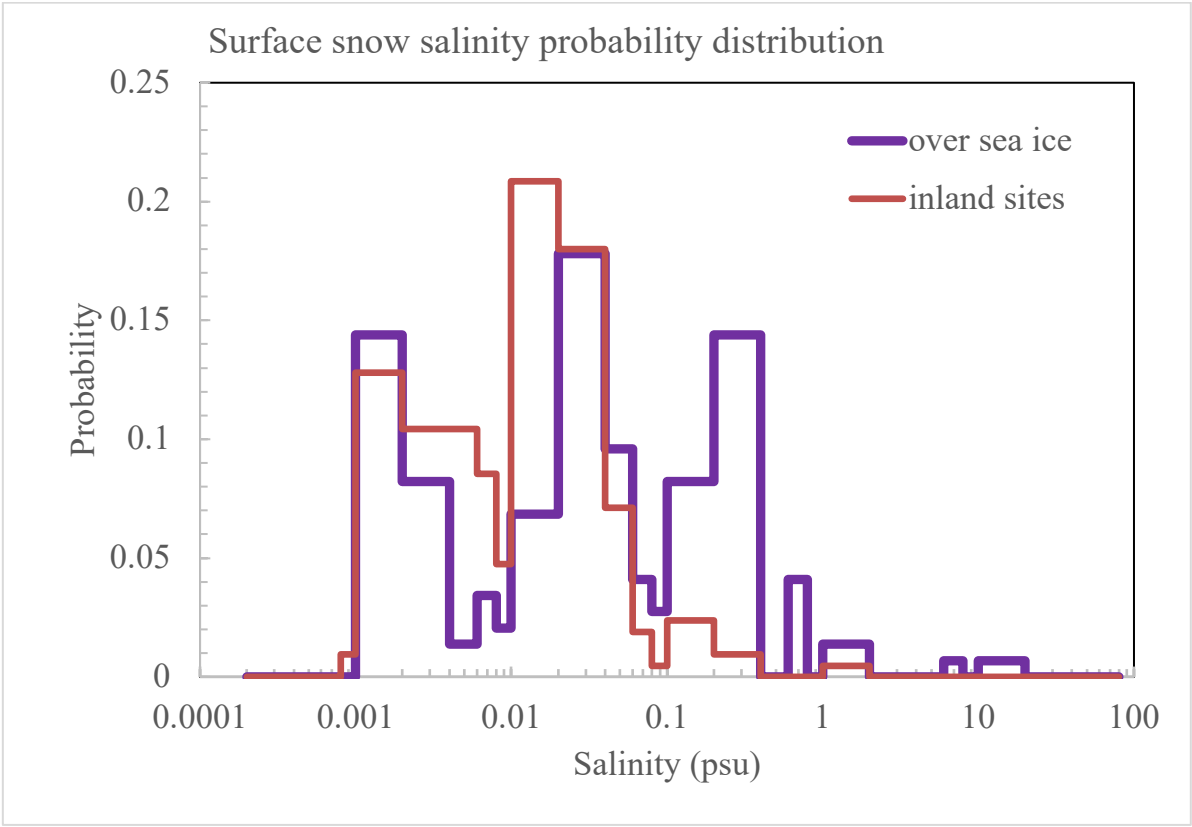 Surface snow salinity probability distribution
0.25
0.2
0.15
0.1
0.05
0
Probability
over sea ice
inland sites
0.0001 0.001 0.01 0.1 1 10 100
Salinity (psu)